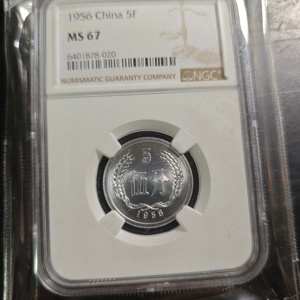 1956 China 5F
MS 67
6401878-020
NUMISMATIC GUARANTY COMPANY
NGC
5
伍分
1956